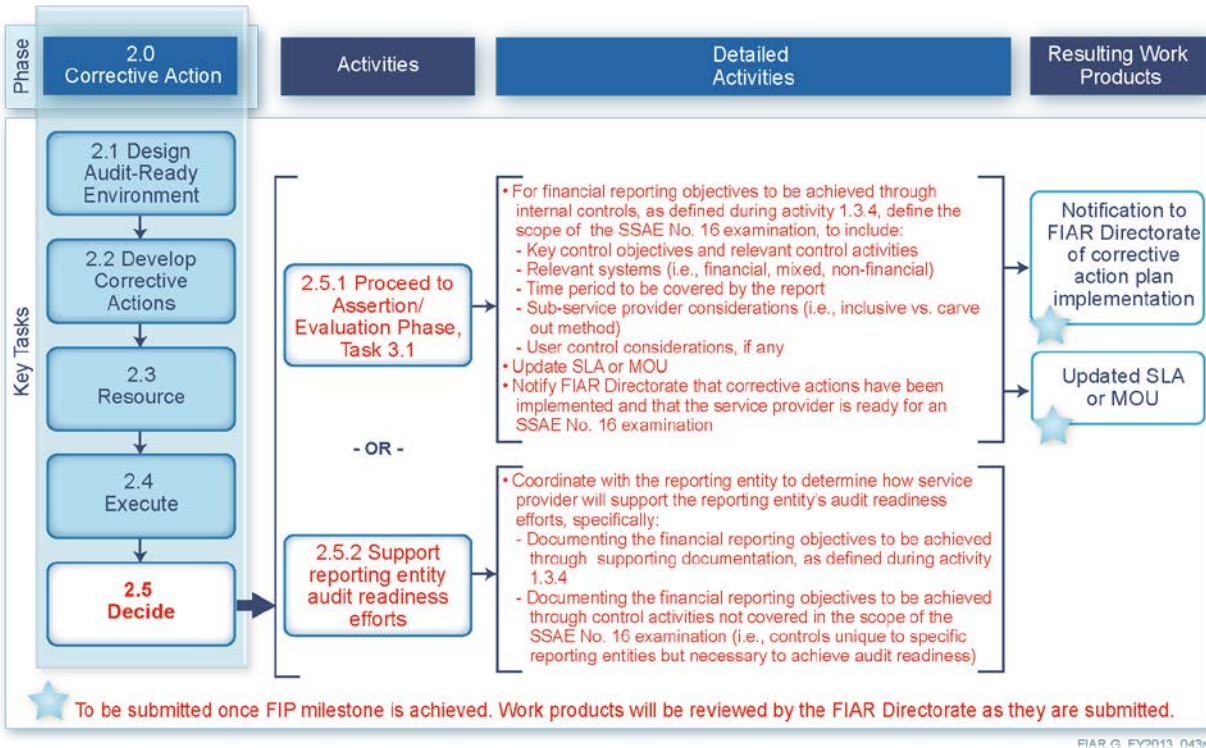 Phase
2.0
Corrective Action
Activities
Detailed
Activities
Resulting Work
Products
Key Tasks
2.1 Design
Audit-Ready
Environment
2.2 Develop
Corrective
Actions
2.3
Resource
2.4
Execute
2.5
Decide
2.5.1 Proceed to
Assertion/
Evaluation Phase,
Task 3.1
- OR -
2.5.2 Support
reporting entity
audit readiness
efforts
• For financial reporting objectives to be achieved through
internal controls, as defined during activity 1.3.4, define the
scope of the SSAE No. 16 examination, to include:
- Key control objectives and relevant control activities
- Relevant systems (i.e., financial, mixed, non-financial)
- Time period to be covered by the report
- Sub-service provider considerations (i.e., inclusive vs. carve
out method)
- User control considerations, if any
• Update SLA or MOU
• Notify FIAR Directorate that corrective actions have been
implemented and that the service provider is ready for an
SSAE No. 16 examination
• Coordinate with the reporting entity to determine how service
provider will support the reporting entity's audit readiness
efforts, specifically:
- Documenting the financial reporting objectives to be achieved
through supporting documentation, as defined during activity
1.3.4
- Documenting the financial reporting objectives to be achieved
through control activities not covered in the scope of the
SSAE No. 16 examination (i.e., controls unique to specific
reporting entities but necessary to achieve audit readiness)
Notification to
FIAR Directorate
of corrective
action plan
implementation
Updated SLA
or MOU
To be submitted once FIP milestone is achieved. Work products will be reviewed by the FIAR Directorate as they are submitted.